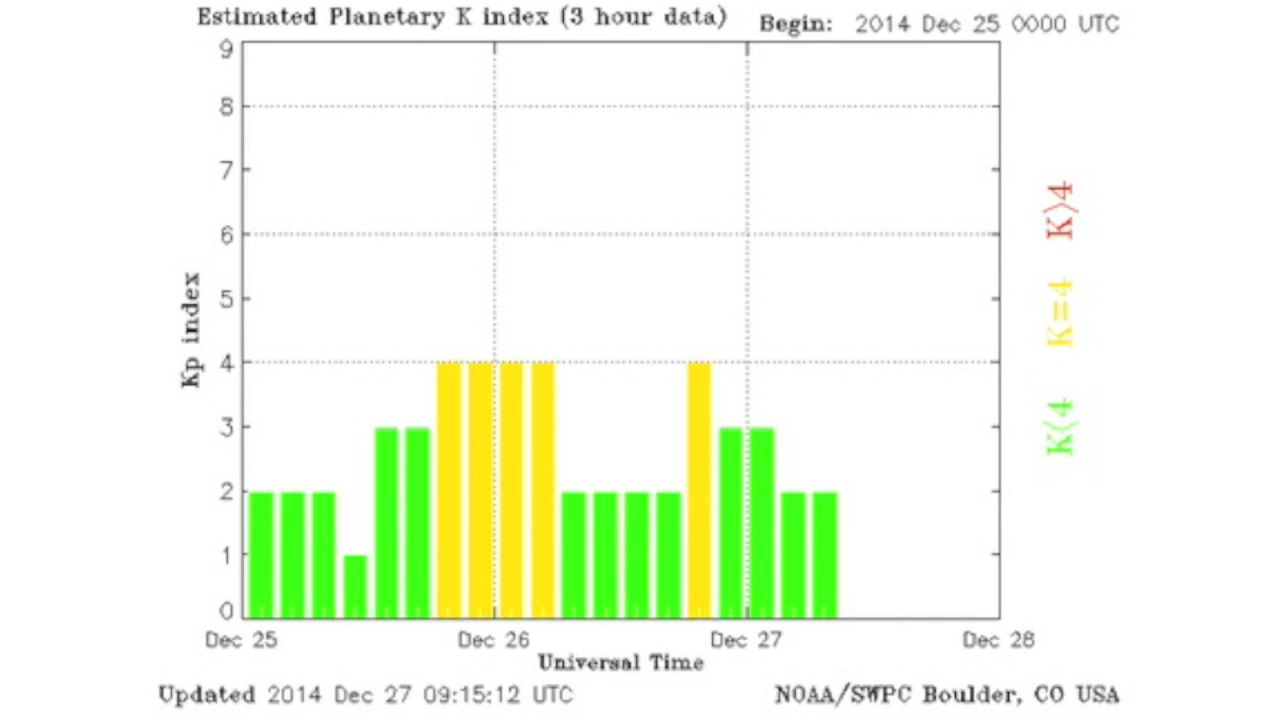 Estimated Planetary K index (3 hour data) Begin: 2014 Dec 25 0000 UTC
9
8
7
6
5
4
3
2
1
0
Kp index
K>4
K=4
K<4
Dec 25 Dec 26 Dec 27 Dec 28
Universal Time
Updated 2014 Dec 27 09:15:12 UTC NOAA/SWPC Boulder, CO USA